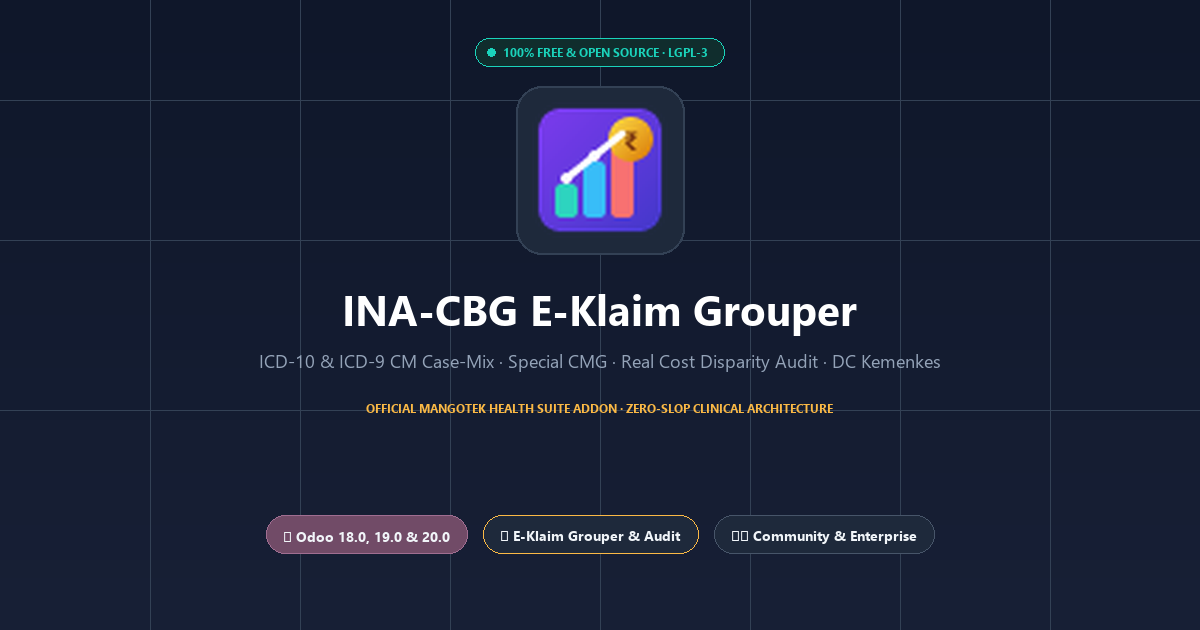 100% FREE & OPEN SOURCE · LGPL-3
₹
INA-CBG E-Klaim Grouper
ICD-10 & ICD-9 CM Case-Mix · Special CMG · Real Cost Disparity Audit · DC Kemenkes
OFFICIAL MANGOTEK HEALTH SUITE ADDON · ZERO-SLOP CLINICAL ARCHITECTURE
▯ Odoo 18.0, 19.0 & 20.0
▯ E-Klaim Grouper & Audit
▯▯ Community & Enterprise